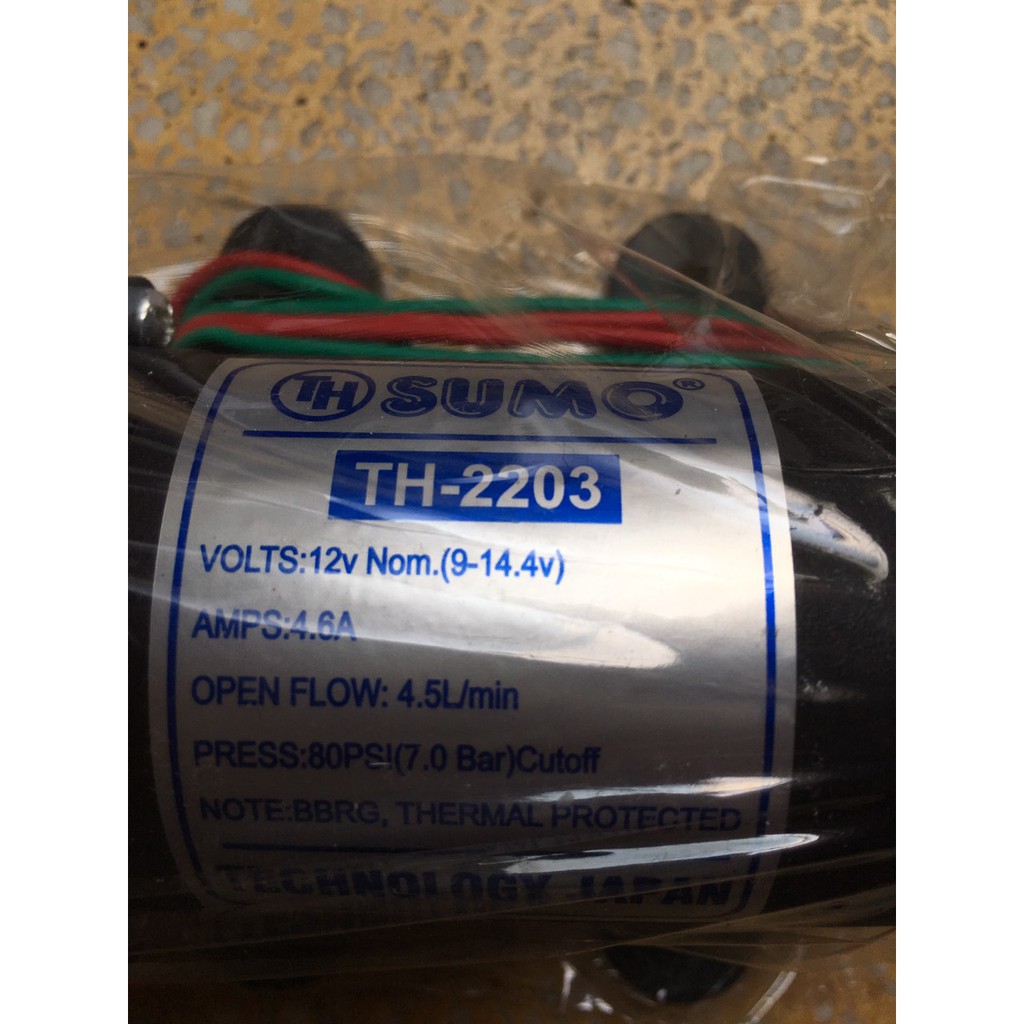 TH SUMO®
TH-2203
VOLTS:12v Nom.(9-14.4v)
AMPS:4.6A
OPEN FLOW: 4.5L/min
PRESS:80PSI(7.0 Bar)Cutoff
NOTE:BBRG, THERMAL PROTECTED
TECHNOLOGY JAPAN